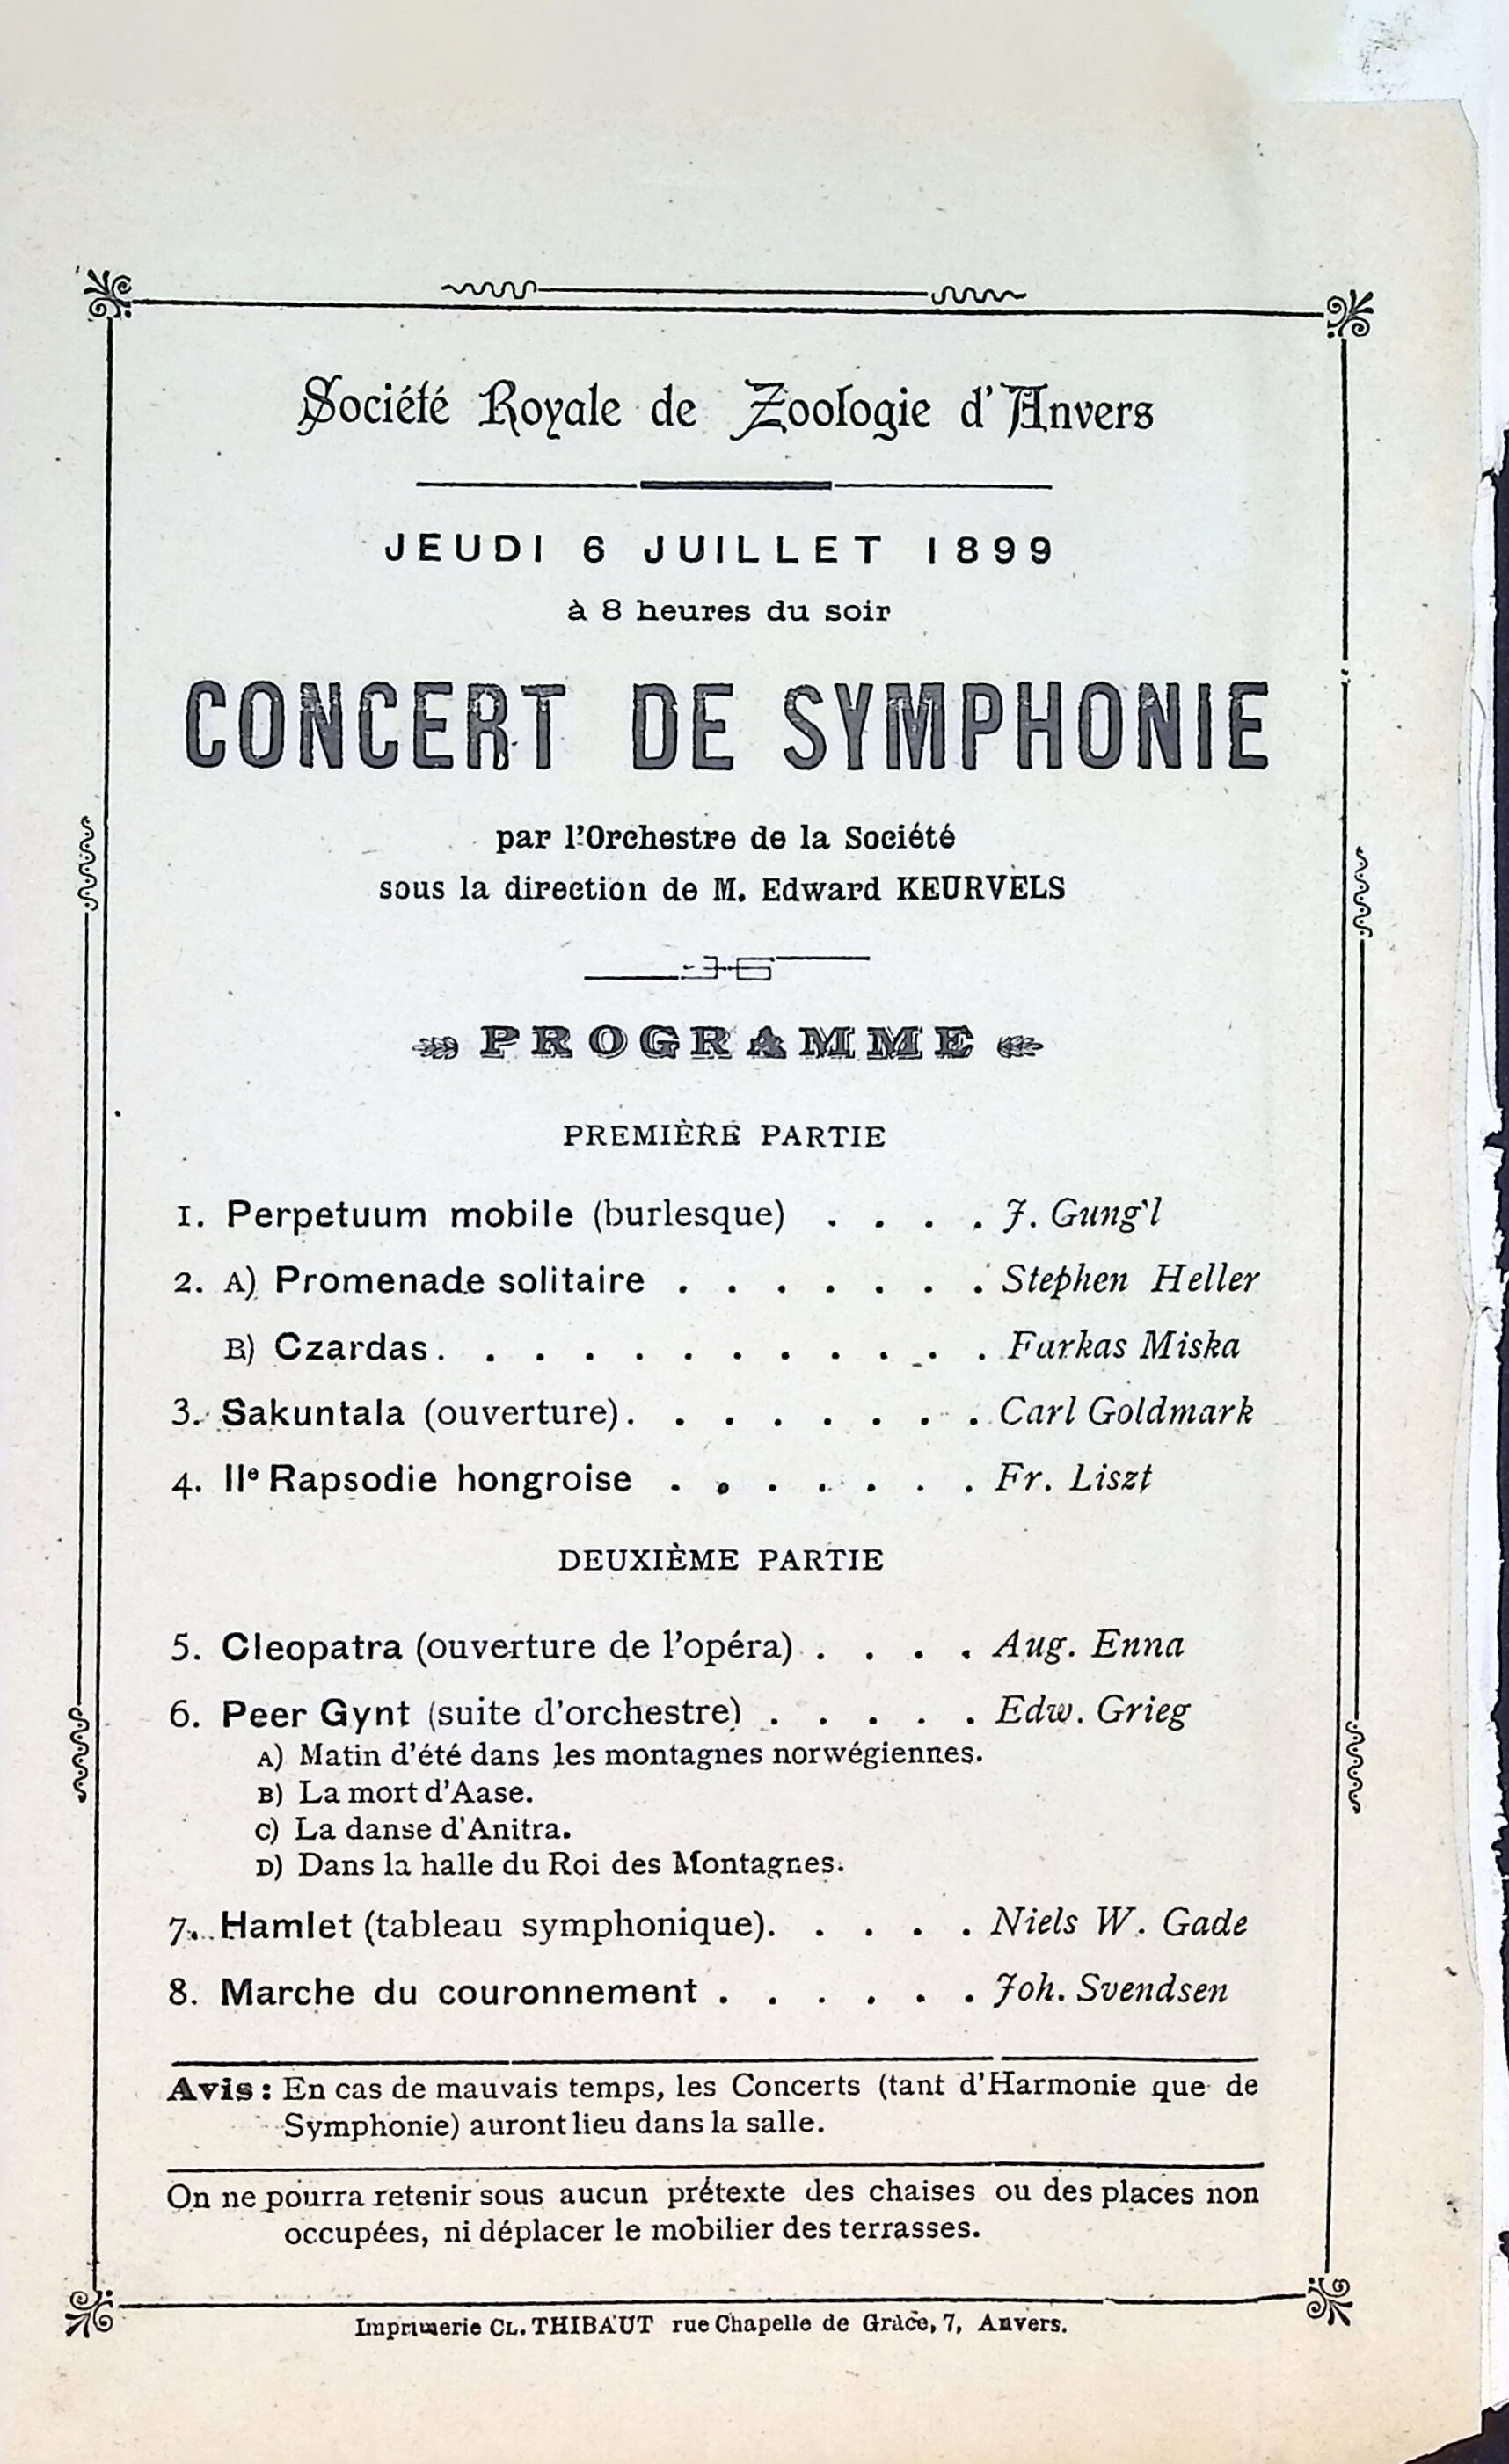 Société Royale de Zoologie d'Anvers
JEUDI 6 JUILLET 1899
à 8 heures du soir
CONCERT DE SYMPHONIE
par l'Orchestre de la Société
sous la direction de M. Edward KEURVELS
PROGRAMME
PREMIÈRE PARTIE
1. Perpetuum mobile (burlesque) . . . . J. Gung'l
2. A) Promenade solitaire . . . . . . . Stephen Heller
B) Czardas. . . . . . . . . . . . Farkas Miska
3. Sakuntala (ouverture). . . . . . . . Carl Goldmark
4. IIe Rapsodie hongroise . . . . . . . Fr. Liszt
DEUXIÈME PARTIE
5. Cleopatra (ouverture de l'opéra) . . . . Aug. Enna
6. Peer Gynt (suite d'orchestre) . . . . . Edw. Grieg
A) Matin d'été dans les montagnes norwégiennes.
B) La mort d'Aase.
C) La danse d'Anitra.
D) Dans la halle du Roi des Montagnes.
7. Hamlet (tableau symphonique). . . . . Niels W. Gade
8. Marche du couronnement . . . . . . Joh. Svendsen
Avis : En cas de mauvais temps, les Concerts (tant d'Harmonie que de
Symphonie) auront lieu dans la salle.
On ne pourra retenir sous aucun prétexte des chaises ou des places non
occupées, ni déplacer le mobilier des terrasses.
Imprimerie CL. THIBAUT rue Chapelle de Grâce, 7, Anvers.